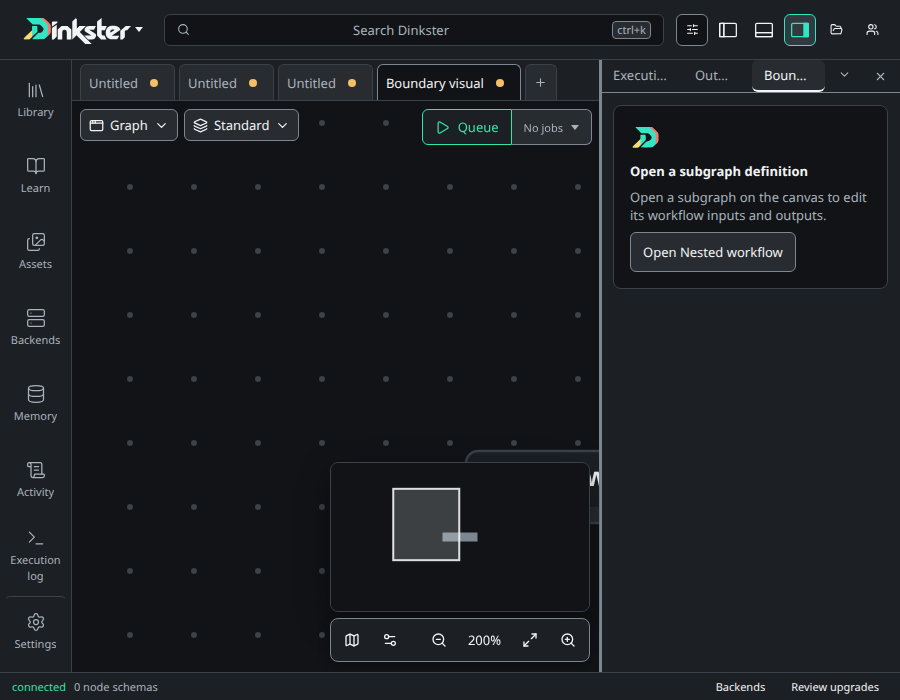 Dinkster
Search Dinkster
ctrl+k
Library
Learn
Assets
Backends
Memory
Activity
Execution
log
Settings
Untitled
Untitled
Untitled
Boundary visual
Graph
Standard
Queue
No jobs
200%
Executi...
Out...
Boun...
Open a subgraph definition
Open a subgraph on the canvas to edit
its workflow inputs and outputs.
Open Nested workflow
connected
0 node schemas
Backends
Review upgrades